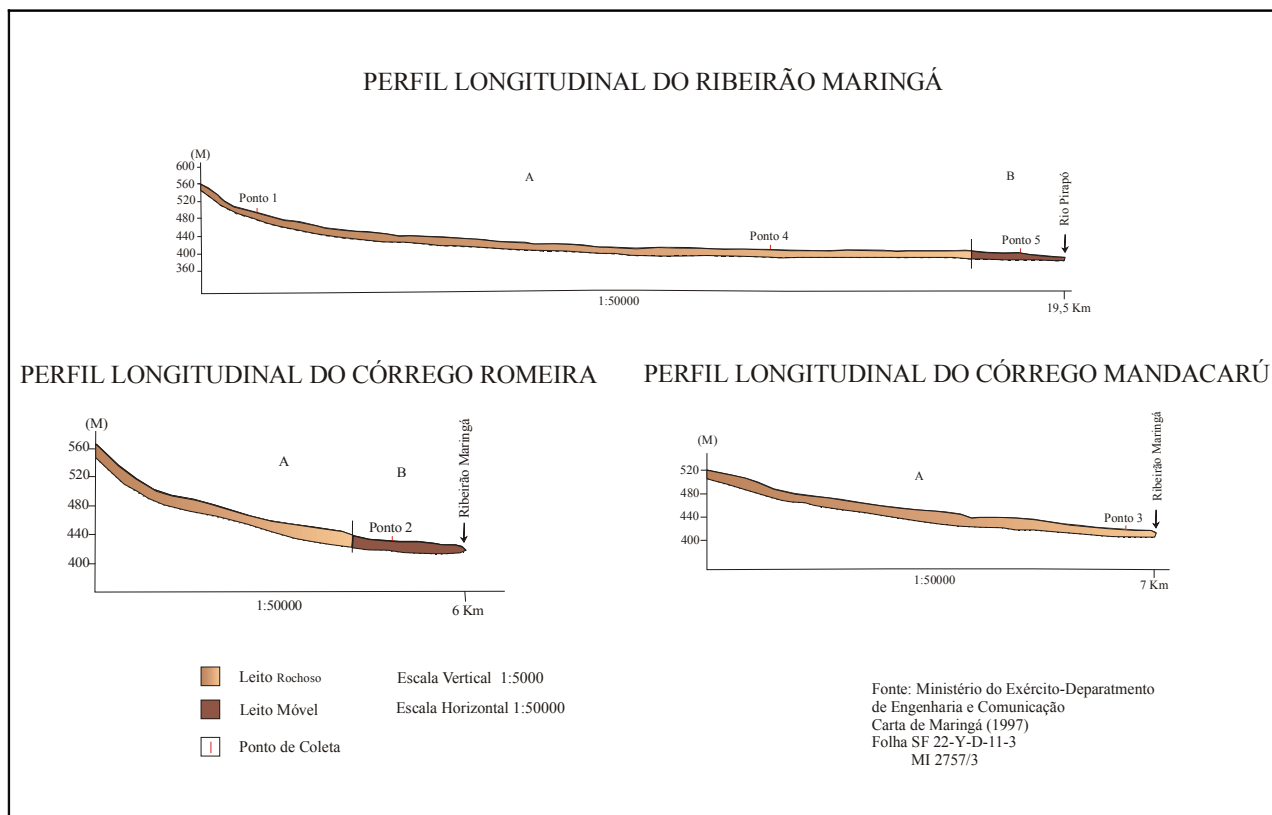 PERFIL LONGITUDINAL DO RIBEIRÃO MARINGÁ
(M)
600
560
520
480
440
400
360
Ponto 1
A
Ponto 4
B
Ponto 5
Rio Pirapó
1:50000
19,5 Km
PERFIL LONGITUDINAL DO CÓRREGO ROMEIRA
(M)
560
520
480
440
400
A
B
Ponto 2
Ribeirão Maringá
1:50000
6 Km
PERFIL LONGITUDINAL DO CÓRREGO MANDACARÚ
(M)
520
480
440
400
A
Ponto 3
Ribeirão Maringá
1:50000
7 Km
Leito Rochoso
Leito Móvel
Ponto de Coleta
Escala Vertical 1:5000
Escala Horizontal 1:50000
Fonte: Ministério do Exército-Deparatmento
de Engenharia e Comunicação
Carta de Maringá (1997)
Folha SF 22-Y-D-11-3
MI 2757/3